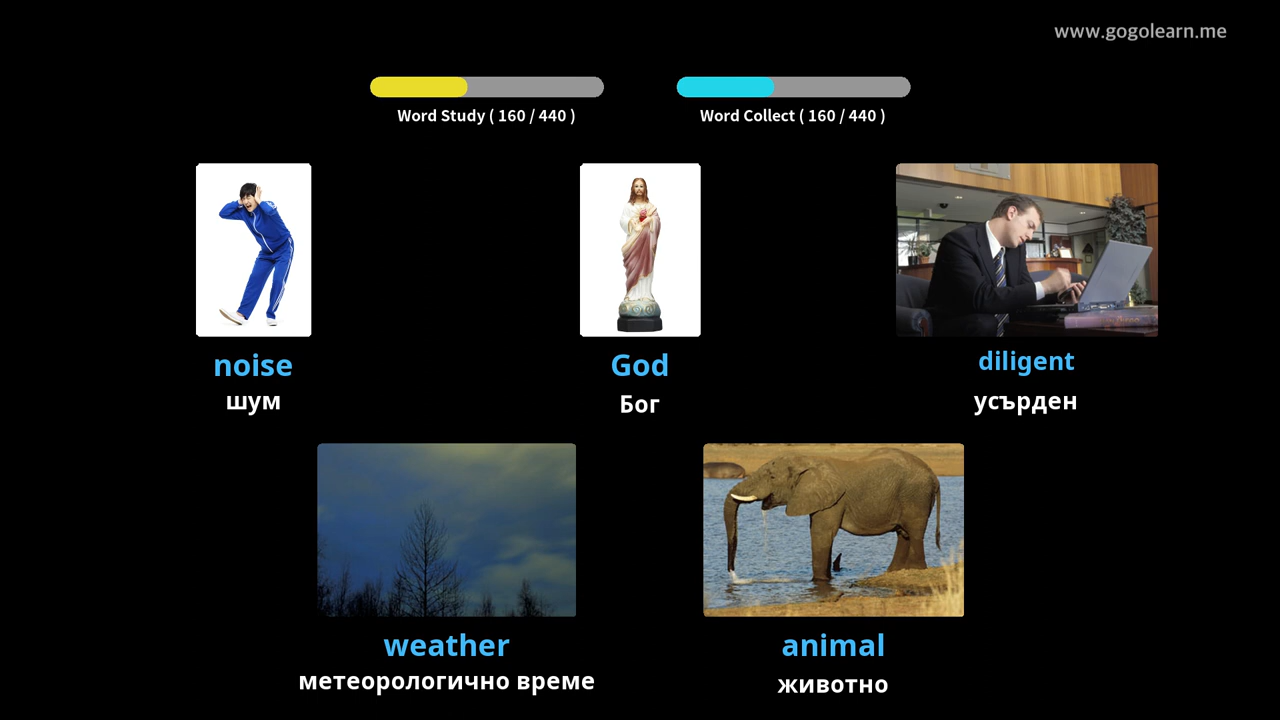 www.gogolearn.me
Word Study ( 160 / 440 )
Word Collect ( 160 / 440 )
noise
шум
God
Бог
diligent
усърден
weather
метеорологично време
animal
животно